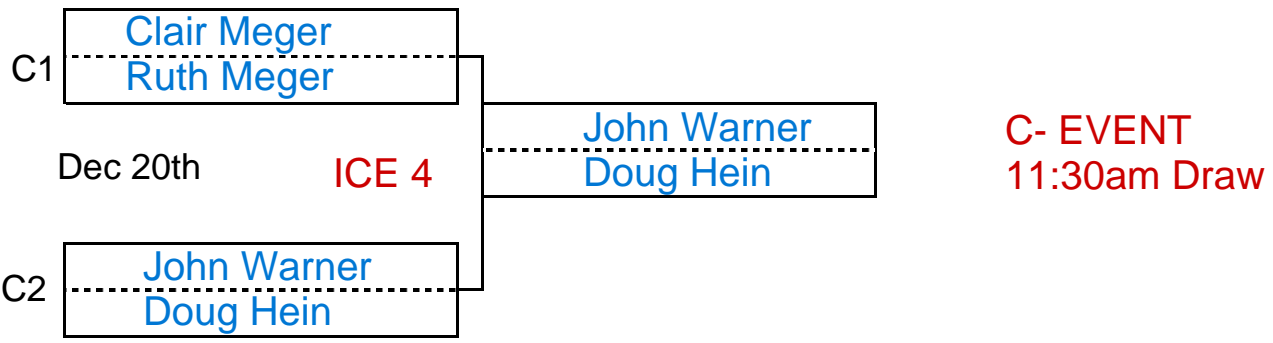 Clair Meger
C1
Ruth Meger
John Warner
C- EVENT
Dec 20th
ICE 4
Doug Hein
11:30am Draw
John Warner
C2
Doug Hein